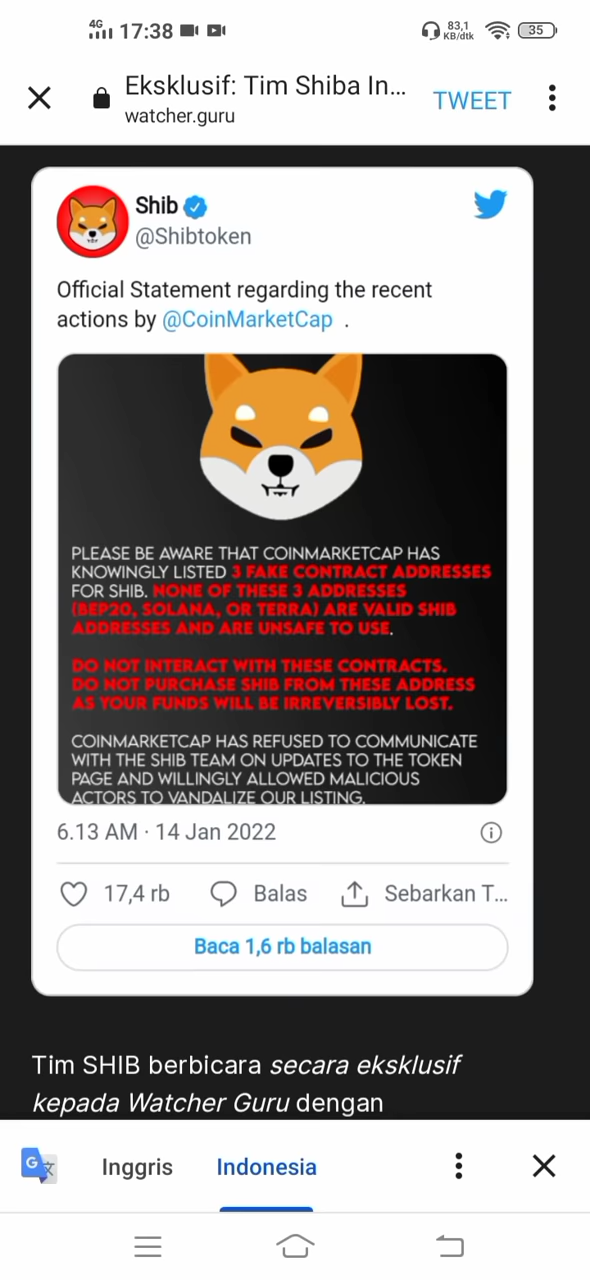 4G 17:38 83,1 KB/dtk 35
Eksklusif: Tim Shiba In...
watcher.guru
TWEET
Shib
@Shibtoken
Official Statement regarding the recent
actions by @CoinMarketCap .
PLEASE BE AWARE THAT COINMARKETCAP HAS
KNOWINGLY LISTED 3 FAKE CONTRACT ADDRESSES
FOR SHIB. NONE OF THESE 3 ADDRESSES
(BEP20, SOLANA, OR TERRA) ARE VALID SHIB
ADDRESSES AND ARE UNSAFE TO USE.
DO NOT INTERACT WITH THESE CONTRACTS.
DO NOT PURCHASE SHIB FROM THESE ADDRESS
AS YOUR FUNDS WILL BE IRREVERSIBLY LOST.
COINMARKETCAP HAS REFUSED TO COMMUNICATE
WITH THE SHIB TEAM ON UPDATES TO THE TOKEN
PAGE AND WILLINGLY ALLOWED MALICIOUS
ACTORS TO VANDALIZE OUR LISTING.
6.13 AM · 14 Jan 2022
17,4 rb Balas Sebarkan T...
Baca 1,6 rb balasan
Tim SHIB berbicara secara eksklusif
kepada Watcher Guru dengan
G 文 Inggris Indonesia